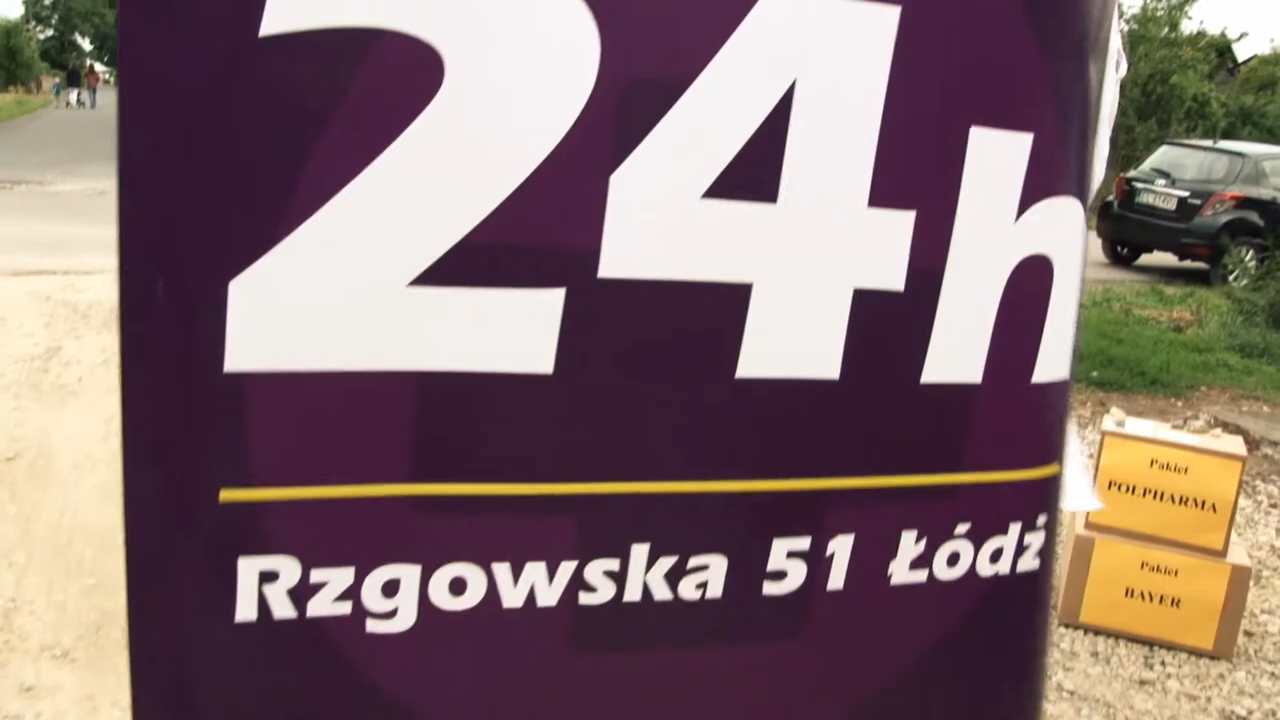 24h
Rzgowska 51 Łódź
Pakiet
POLPHARMA
Pakiet
BAYER